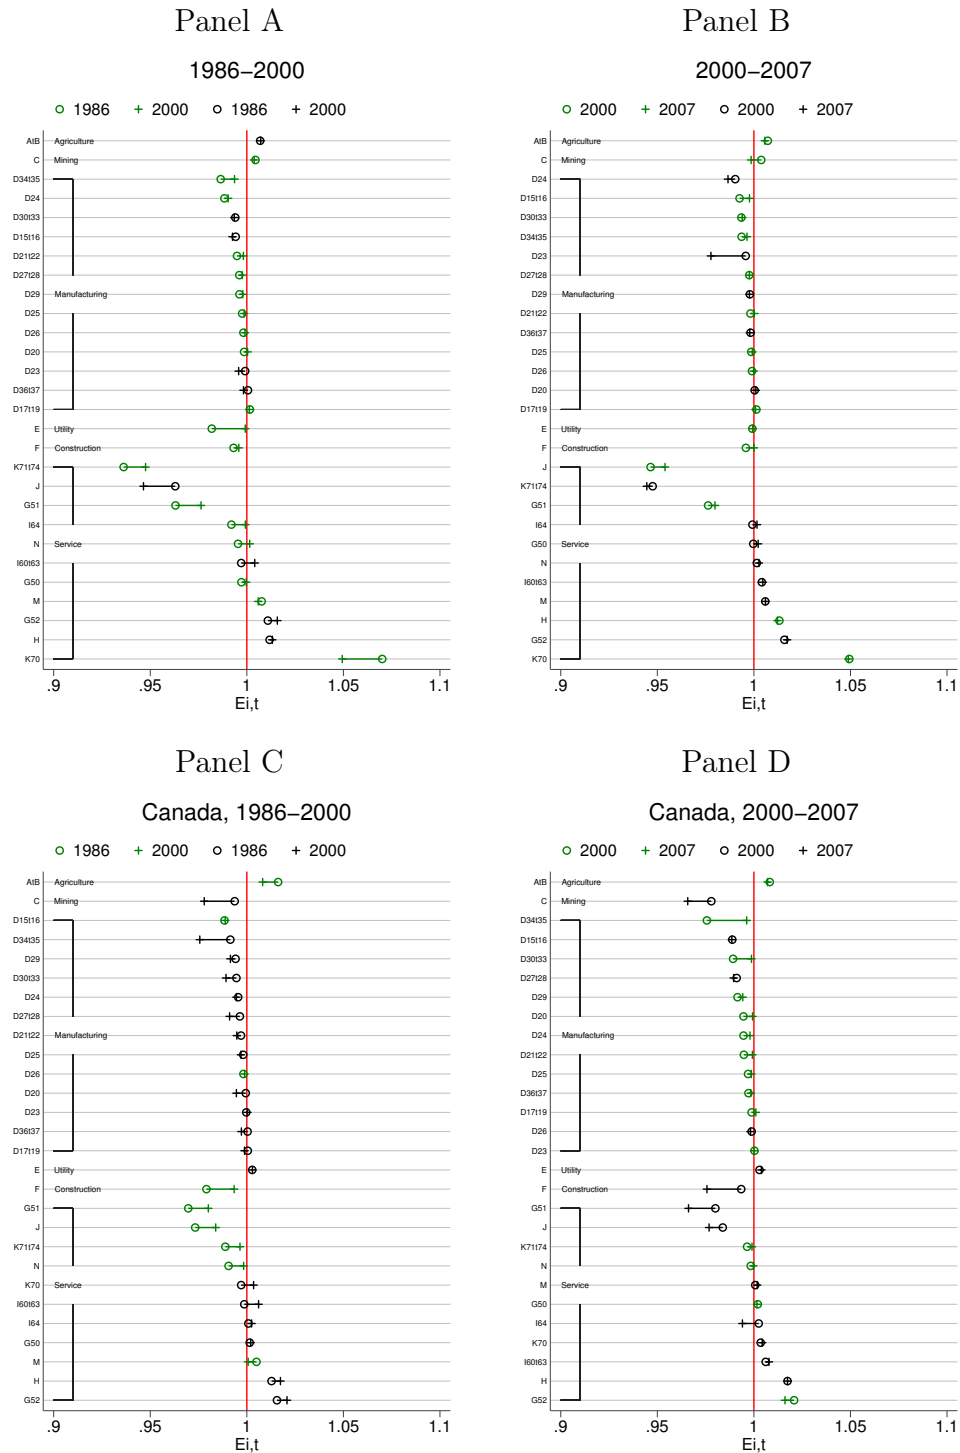 Panel A
1986–2000
1986 2000 1986 2000
AtB Agriculture
C Mining
D34t35
D24
D30t33
D15t16
D21t22
D27t28
D29 Manufacturing
D25
D26
D20
D23
D36t37
D17t19
E Utility
F Construction
K71t74
J
G51
I64
N Service
I60t63
G50
M
G52
H
K70
.9 .95 1 1.05 1.1
Ei,t
Panel B
2000–2007
2000 2007 2000 2007
AtB Agriculture
C Mining
D24
D15t16
D30t33
D34t35
D23
D27t28
D29 Manufacturing
D21t22
D36t37
D25
D26
D20
D17t19
E Utility
F Construction
J
K71t74
G51
I64
G50 Service
N
I60t63
M
H
G52
K70
.9 .95 1 1.05 1.1
Ei,t
Panel C
Canada, 1986–2000
1986 2000 1986 2000
AtB Agriculture
C Mining
D15t16
D34t35
D29
D30t33
D24
D27t28
D21t22 Manufacturing
D25
D26
D20
D23
D36t37
D17t19
E Utility
F Construction
G51
J
K71t74
N
K70 Service
I60t63
I64
G50
M
H
G52
.9 .95 1 1.05 1.1
Ei,t
Panel D
Canada, 2000–2007
2000 2007 2000 2007
AtB Agriculture
C Mining
D34t35
D15t16
D30t33
D27t28
D29
D20
D24 Manufacturing
D21t22
D25
D36t37
D17t19
D26
D23
E Utility
F Construction
G51
J
K71t74
N
M Service
G50
I64
K70
I60t63
H
G52
.9 .95 1 1.05 1.1
Ei,t